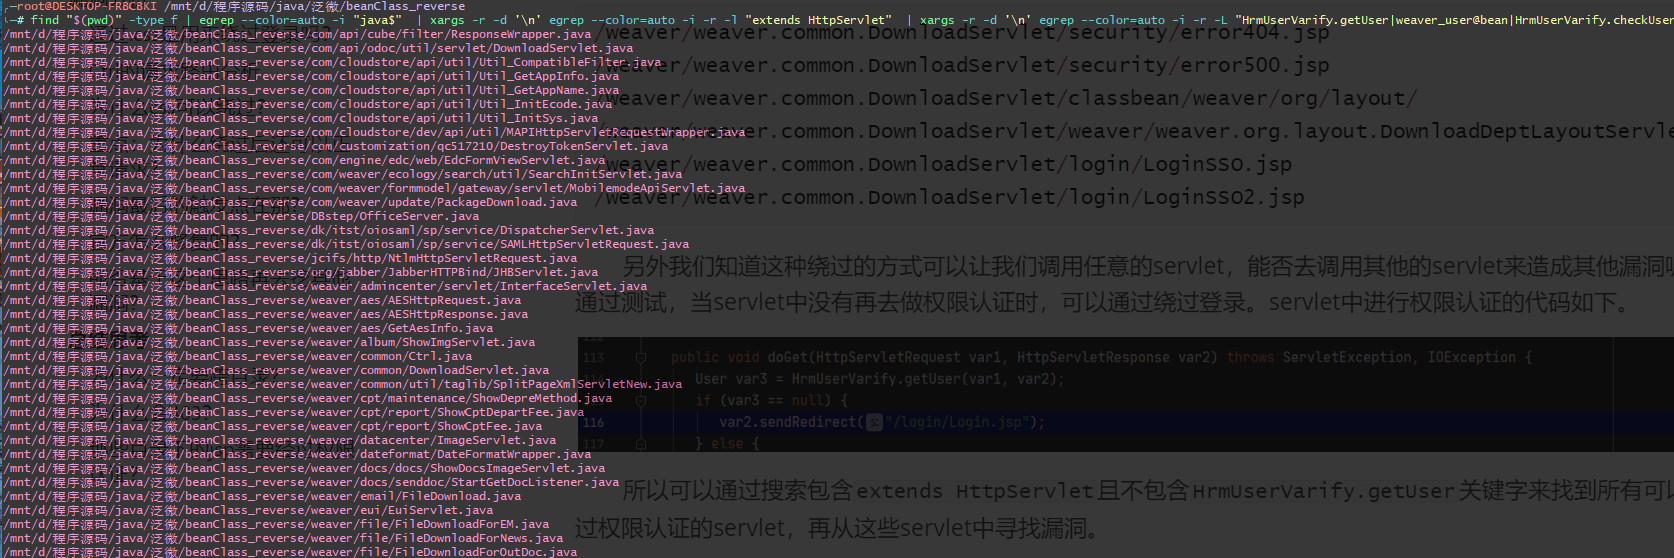 ╭─root@DESKTOP-FRBCBKI /mnt/d/程序源码/java/泛微/beanClass_reverse
╰─# find "$(pwd)" -type f | egrep --color=auto -i "java$"  | xargs -r -d '\n' egrep --color=auto -i -r -l "extends HttpServlet"  | xargs -r -d '\n' egrep --color=auto -i -r -L "HrmUserVarify.getUser|weaver_user@bean|HrmUserVarify.checkUser
/mnt/d/程序源码/java/泛微/beanClass_reverse/com/api/cube/filter/ResponseWrapper.java
/mnt/d/程序源码/java/泛微/beanClass_reverse/com/api/odoc/util/servlet/DownloadServlet.java
/mnt/d/程序源码/java/泛微/beanClass_reverse/com/cloudstore/api/util/Util_CompatibleFilter.java
/mnt/d/程序源码/java/泛微/beanClass_reverse/com/cloudstore/api/util/Util_GetAppInfo.java
/mnt/d/程序源码/java/泛微/beanClass_reverse/com/cloudstore/api/util/Util_GetAppName.java
/mnt/d/程序源码/java/泛微/beanClass_reverse/com/cloudstore/api/util/Util_InitEcode.java
/mnt/d/程序源码/java/泛微/beanClass_reverse/com/cloudstore/api/util/Util_InitSys.java
/mnt/d/程序源码/java/泛微/beanClass_reverse/com/cloudstore/dev/api/util/MAPIHttpServletRequestWrapper.java
/mnt/d/程序源码/java/泛微/beanClass_reverse/com/customization/qc517210/DestroyTokenServlet.java
/mnt/d/程序源码/java/泛微/beanClass_reverse/com/engine/edc/web/EdcFormViewServlet.java
/mnt/d/程序源码/java/泛微/beanClass_reverse/com/weaver/ecology/search/util/SearchInitServlet.java
/mnt/d/程序源码/java/泛微/beanClass_reverse/com/weaver/formmodel/gateway/servlet/MobilemodeApiServlet.java
/mnt/d/程序源码/java/泛微/beanClass_reverse/com/weaver/update/PackageDownload.java
/mnt/d/程序源码/java/泛微/beanClass_reverse/DBstep/OfficeServer.java
/mnt/d/程序源码/java/泛微/beanClass_reverse/dk/itst/oiosaml/sp/service/DispatcherServlet.java
/mnt/d/程序源码/java/泛微/beanClass_reverse/dk/itst/oiosaml/sp/service/SAMLHttpServletRequest.java
/mnt/d/程序源码/java/泛微/beanClass_reverse/jcifs/http/NtlmHttpServletRequest.java
/mnt/d/程序源码/java/泛微/beanClass_reverse/org/jabber/JabberHTTPBind/JHBServlet.java
/mnt/d/程序源码/java/泛微/beanClass_reverse/weaver/admincenter/servlet/InterfaceServlet.java
/mnt/d/程序源码/java/泛微/beanClass_reverse/weaver/aes/AESHttpRequest.java
/mnt/d/程序源码/java/泛微/beanClass_reverse/weaver/aes/AESHttpResponse.java
/mnt/d/程序源码/java/泛微/beanClass_reverse/weaver/aes/GetAesInfo.java
/mnt/d/程序源码/java/泛微/beanClass_reverse/weaver/album/ShowImgServlet.java
/mnt/d/程序源码/java/泛微/beanClass_reverse/weaver/common/Ctrl.java
/mnt/d/程序源码/java/泛微/beanClass_reverse/weaver/common/DownloadServlet.java
/mnt/d/程序源码/java/泛微/beanClass_reverse/weaver/common/util/taglib/SplitPageXmlServletNew.java
/mnt/d/程序源码/java/泛微/beanClass_reverse/weaver/cpt/maintenance/ShowDepreMethod.java
/mnt/d/程序源码/java/泛微/beanClass_reverse/weaver/cpt/report/ShowCptDepartFee.java
/mnt/d/程序源码/java/泛微/beanClass_reverse/weaver/cpt/report/ShowCptFee.java
/mnt/d/程序源码/java/泛微/beanClass_reverse/weaver/datacenter/ImageServlet.java
/mnt/d/程序源码/java/泛微/beanClass_reverse/weaver/dateformat/DateFormatWrapper.java
/mnt/d/程序源码/java/泛微/beanClass_reverse/weaver/docs/docs/ShowDocsImageServlet.java
/mnt/d/程序源码/java/泛微/beanClass_reverse/weaver/docs/senddoc/StartGetDocListener.java
/mnt/d/程序源码/java/泛微/beanClass_reverse/weaver/email/FileDownload.java
/mnt/d/程序源码/java/泛微/beanClass_reverse/weaver/eui/EuiServlet.java
/mnt/d/程序源码/java/泛微/beanClass_reverse/weaver/file/FileDownloadForEM.java
/mnt/d/程序源码/java/泛微/beanClass_reverse/weaver/file/FileDownloadForNews.java
/mnt/d/程序源码/java/泛微/beanClass_reverse/weaver/file/FileDownloadForOutDoc.java
/weaver/weaver.common.DownloadServlet/security/error404.jsp
/weaver/weaver.common.DownloadServlet/security/error500.jsp
/weaver/weaver.common.DownloadServlet/classbean/weaver/org/layout/
/weaver/weaver.common.DownloadServlet/weaver/weaver.org.layout.DownloadDeptLayoutServle
/weaver/weaver.common.DownloadServlet/login/LoginSSO.jsp
/weaver/weaver.common.DownloadServlet/login/LoginSSO2.jsp
另外我们知道这种绕过的方式可以让我们调用任意的servlet，能否去调用其他的servlet来造成其他漏洞
通过测试，当servlet中没有再去做权限认证时，可以通过绕过登录。servlet中进行权限认证的代码如下。
113 public void doGet(HttpServletRequest var1, HttpServletResponse var2) throws ServletException, IOException {
User var3 = HrmUserVarify.getUser(var1, var2);
if (var3 == null) {
116 var2.sendRedirect( s: "/login/Login.jsp");
117 } else {
所以可以通过搜索包含extends HttpServlet且不包含HrmUserVarify.getUser关键字来找到所有可以
过权限认证的servlet，再从这些servlet中寻找漏洞。